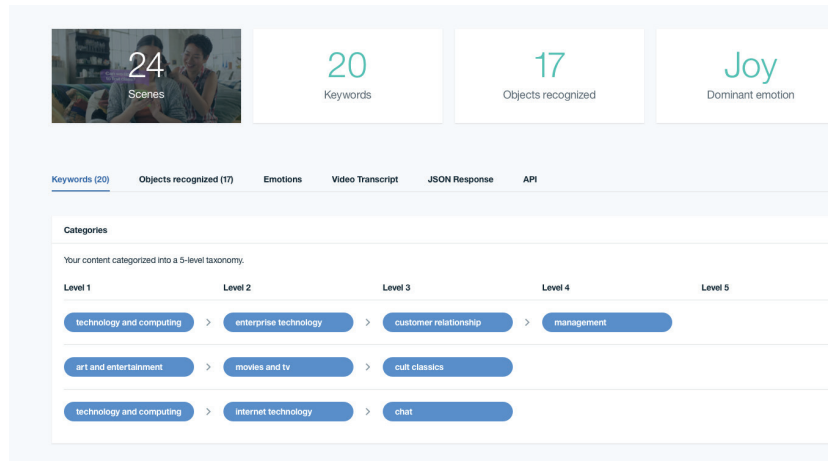 24
Scenes
20
Keywords
17
Objects recognized
Joy
Dominant emotion
Keywords (20) Objects recognized (17) Emotions Video Transcript JSON Response API
Categories
Your content categorized into a 5-level taxonomy.
Level 1 Level 2 Level 3 Level 4 Level 5
technology and computing > enterprise technology > customer relationship > management
art and entertainment > movies and tv > cult classics
technology and computing > internet technology > chat